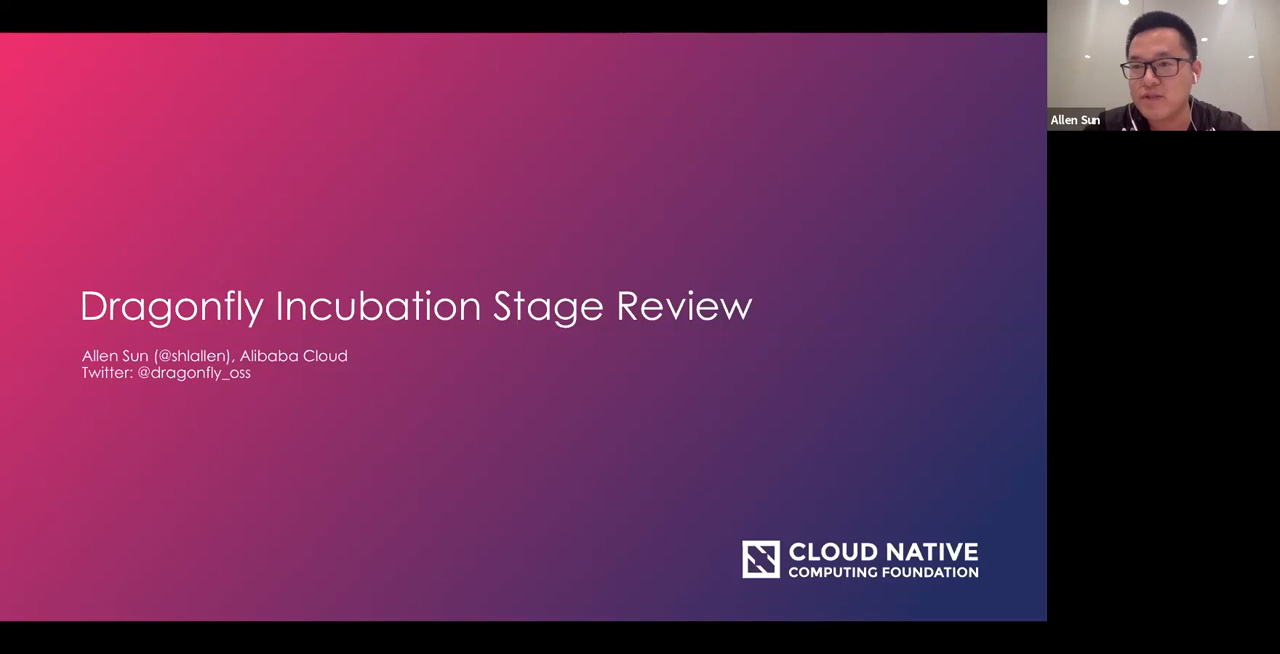 Dragonfly Incubation Stage Review
Allen Sun (@shlallen), Alibaba Cloud
Twitter: @dragonfly_oss
CLOUD NATIVE
COMPUTING FOUNDATION
Allen Sun